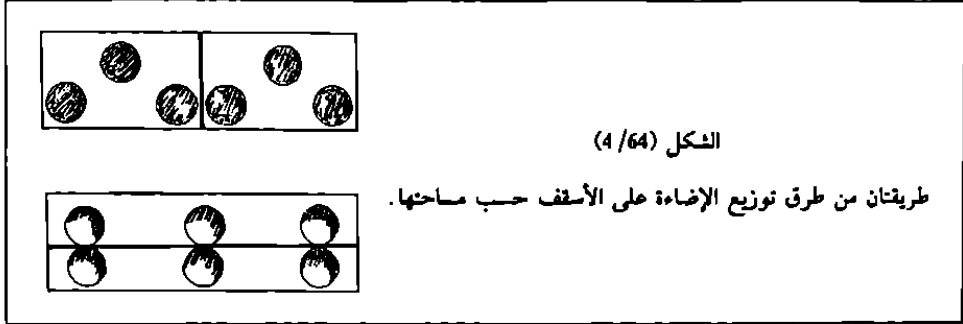 الشكل (4/64)
طريقتان من طرق توزيع الإضاءة على الأسقف حسب مساحتها.